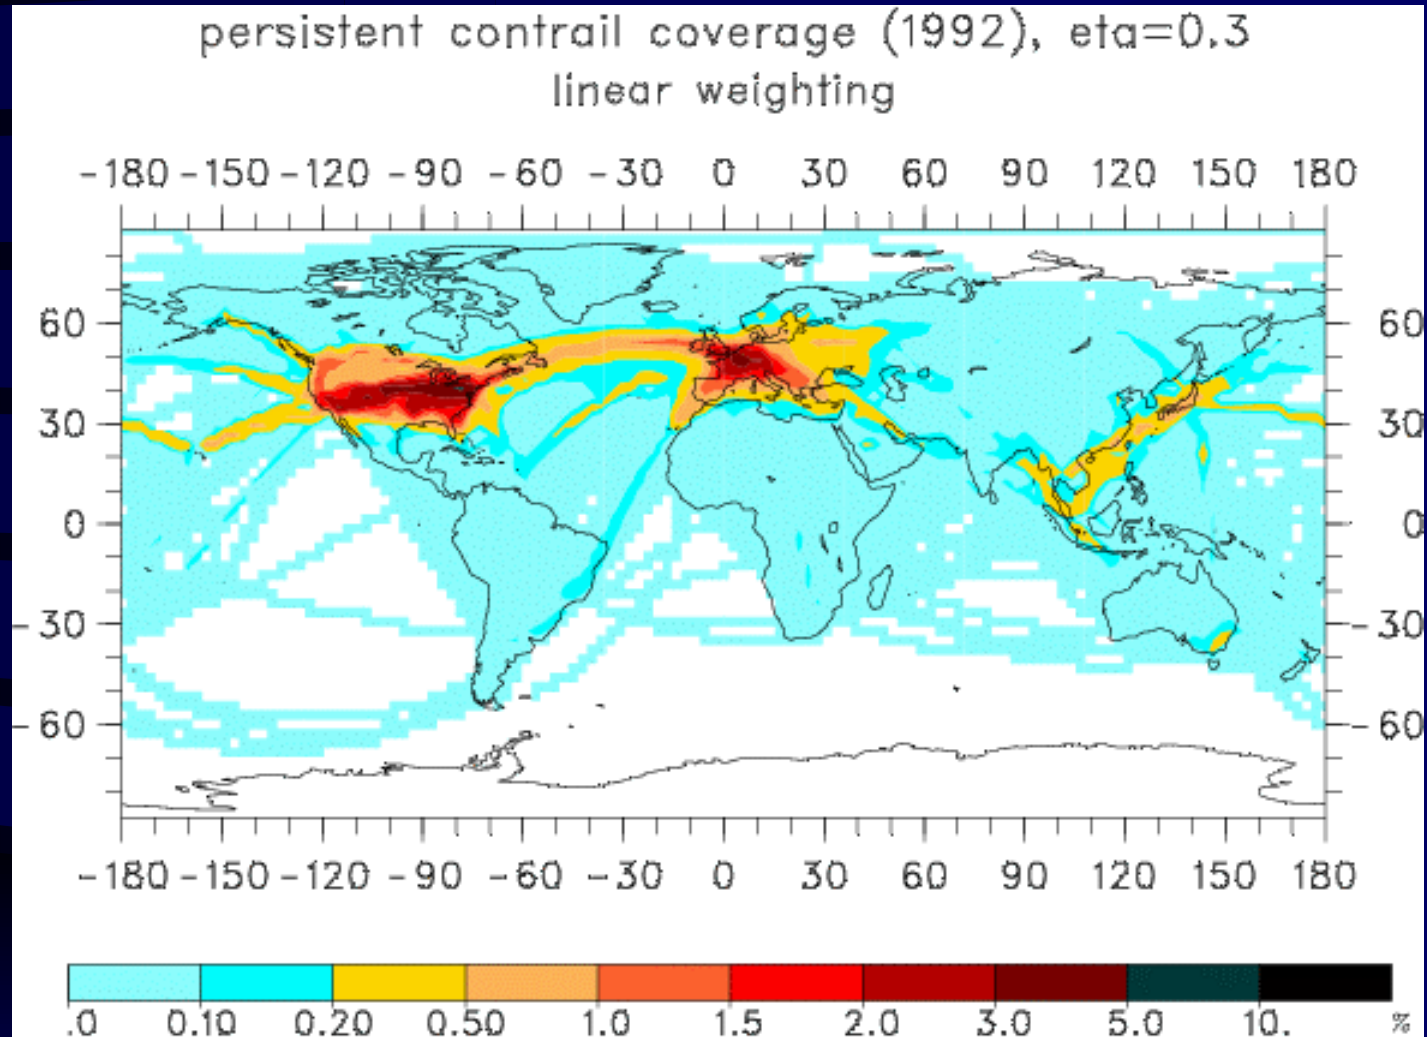 persistent contrail coverage (1992), eta=0.3
linear weighting
-180 -150 -120 -90 -60 -30 0 30 60 90 120 150 180
60 60
30 30
0 0
-30 -30
-60 -60
-180 -150 -120 -90 -60 -30 0 30 60 90 120 150 180
.0 0.10 0.20 0.50 1.0 1.5 2.0 3.0 5.0 10. %